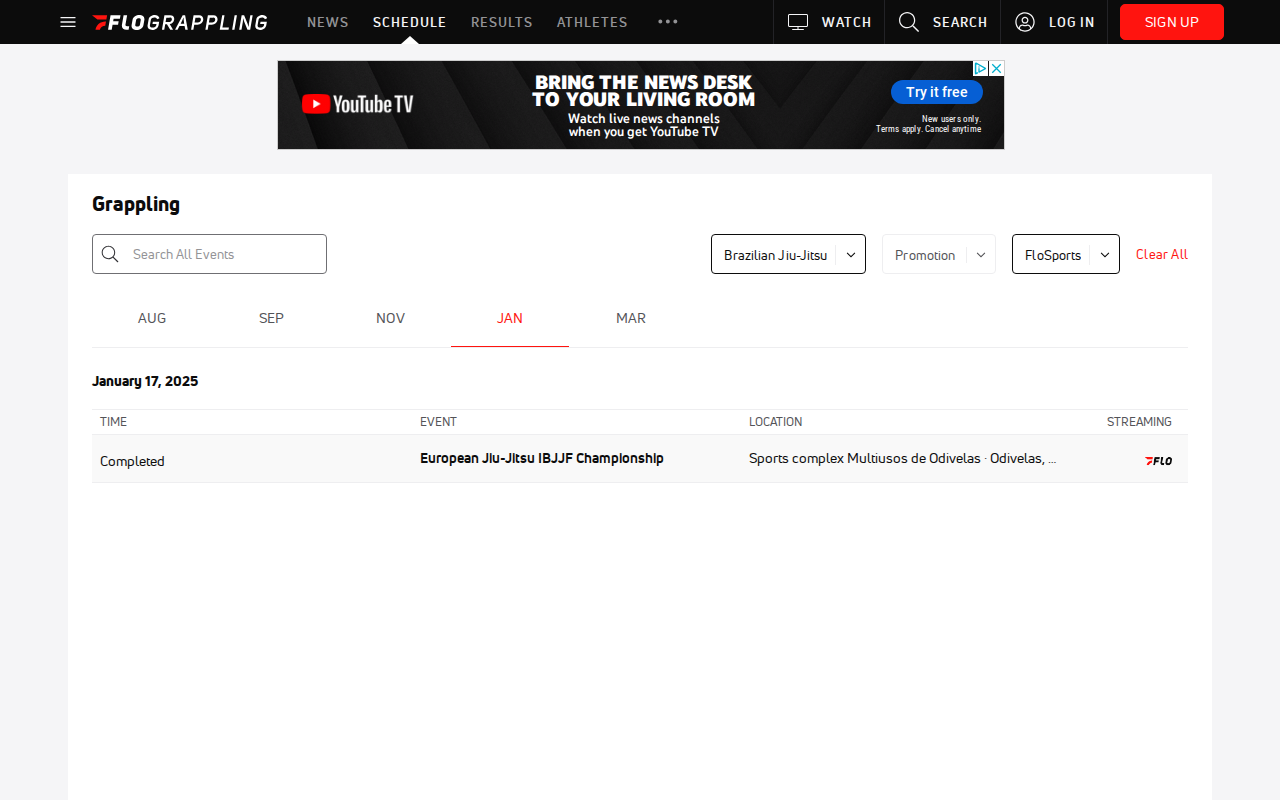 FLOGRAPPLING NEWS SCHEDULE RESULTS ATHLETES WATCH SEARCH LOG IN SIGN UP
YouTube TV
BRING THE NEWS DESK
TO YOUR LIVING ROOM
Watch live news channels
when you get YouTube TV
Try it free
New users only.
Terms apply. Cancel anytime
Grappling
Search All Events Brazilian Jiu-Jitsu Promotion FloSports Clear All
AUG SEP NOV JAN MAR
January 17, 2025
TIME EVENT LOCATION STREAMING
Completed European Jiu-Jitsu IBJJF Championship Sports complex Multiusos de Odivelas · Odivelas, ... FLO